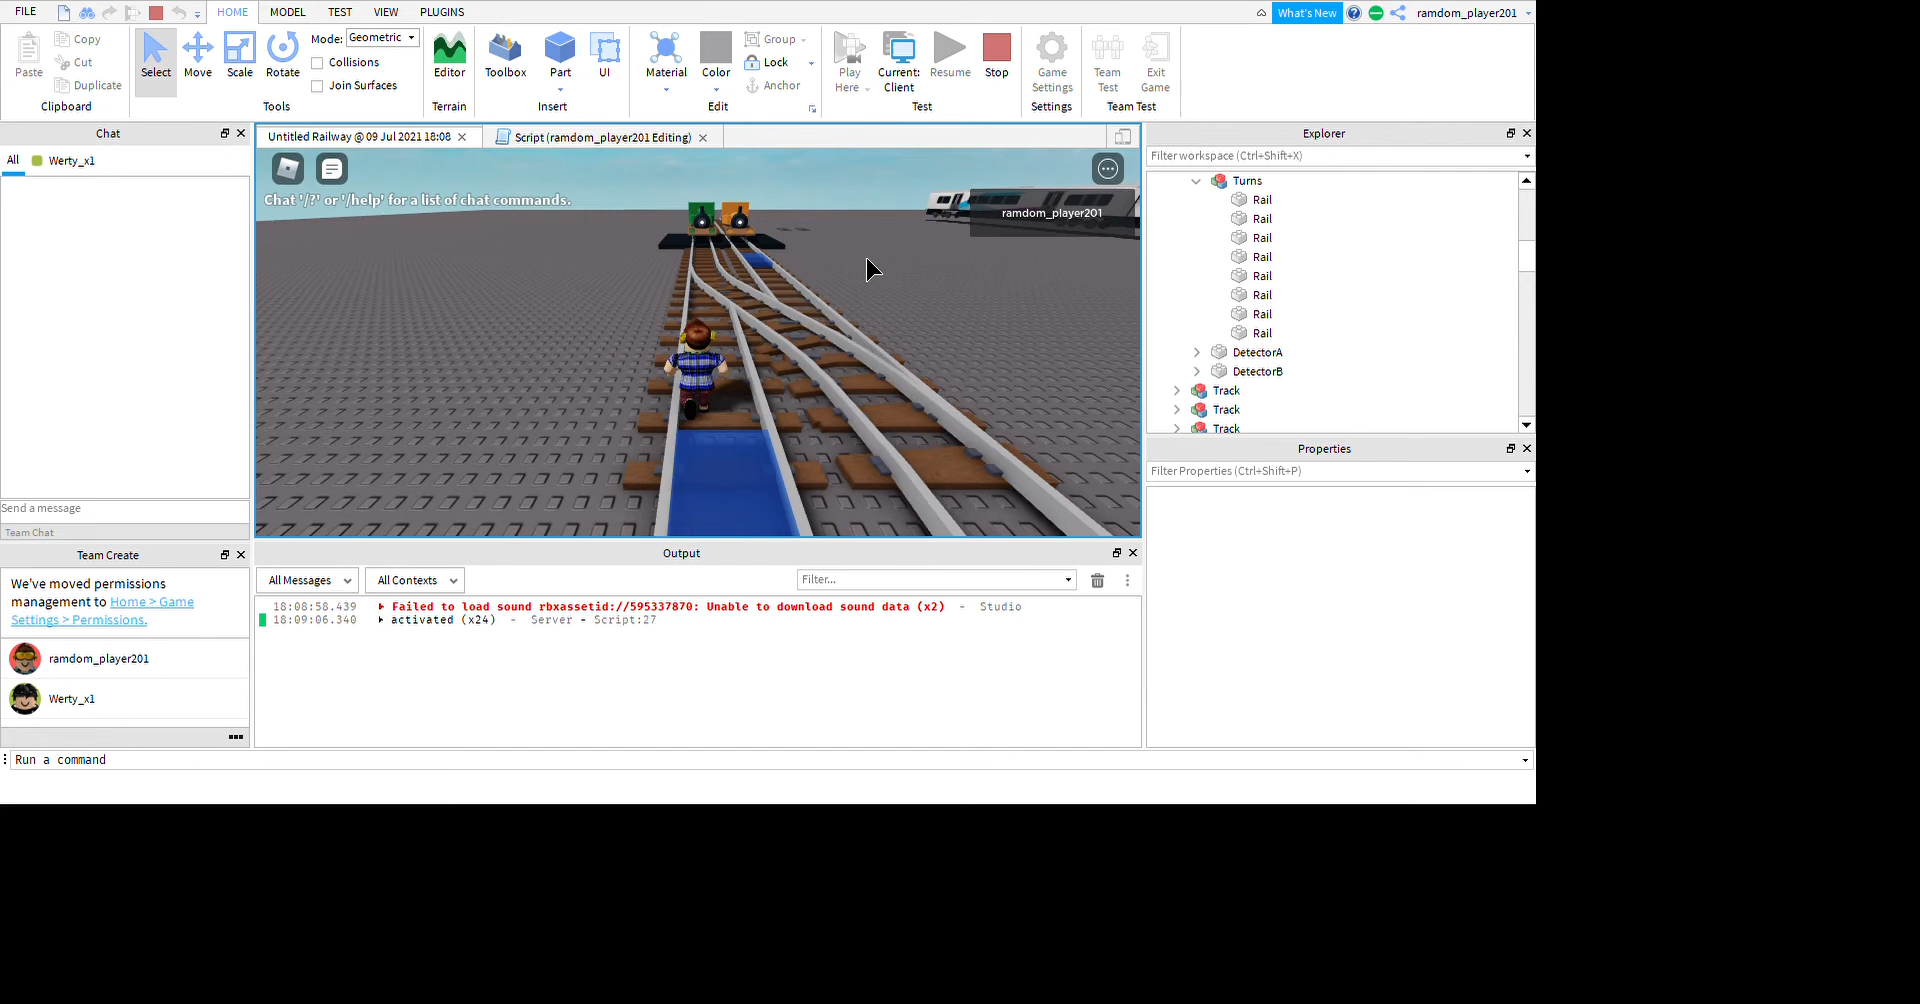 FILE
HOME
MODEL
TEST
VIEW
PLUGINS
What's New
ramdom_player201
Paste
Copy
Cut
Duplicate
Clipboard
Select
Move
Scale
Rotate
Mode: Geometric
Collisions
Join Surfaces
Tools
Editor
Terrain
Toolbox
Part
UI
Insert
Material
Color
Group
Lock
Anchor
Edit
Play
Here
Current:
Client
Resume
Stop
Test
Game
Settings
Settings
Team
Test
Exit
Game
Team Test
Chat
All
Werty_x1
Send a message
Team Chat
Team Create
We've moved permissions
management to Home > Game
Settings > Permissions.
ramdom_player201
Werty_x1
Untitled Railway @ 09 Jul 2021 18:08
Script (ramdom_player201 Editing)
Chat '/?' or '/help' for a list of chat commands.
ramdom_player201
Output
All Messages
All Contexts
Filter...
18:08:58.439 Failed to load sound rbxassetid://595337870: Unable to download sound data (x2) - Studio
18:09:06.340 activated (x24) - Server - Script:27
Explorer
Filter workspace (Ctrl+Shift+X)
Turns
Rail
Rail
Rail
Rail
Rail
Rail
Rail
Rail
DetectorA
DetectorB
Track
Track
Track
Properties
Filter Properties (Ctrl+Shift+P)
Run a command